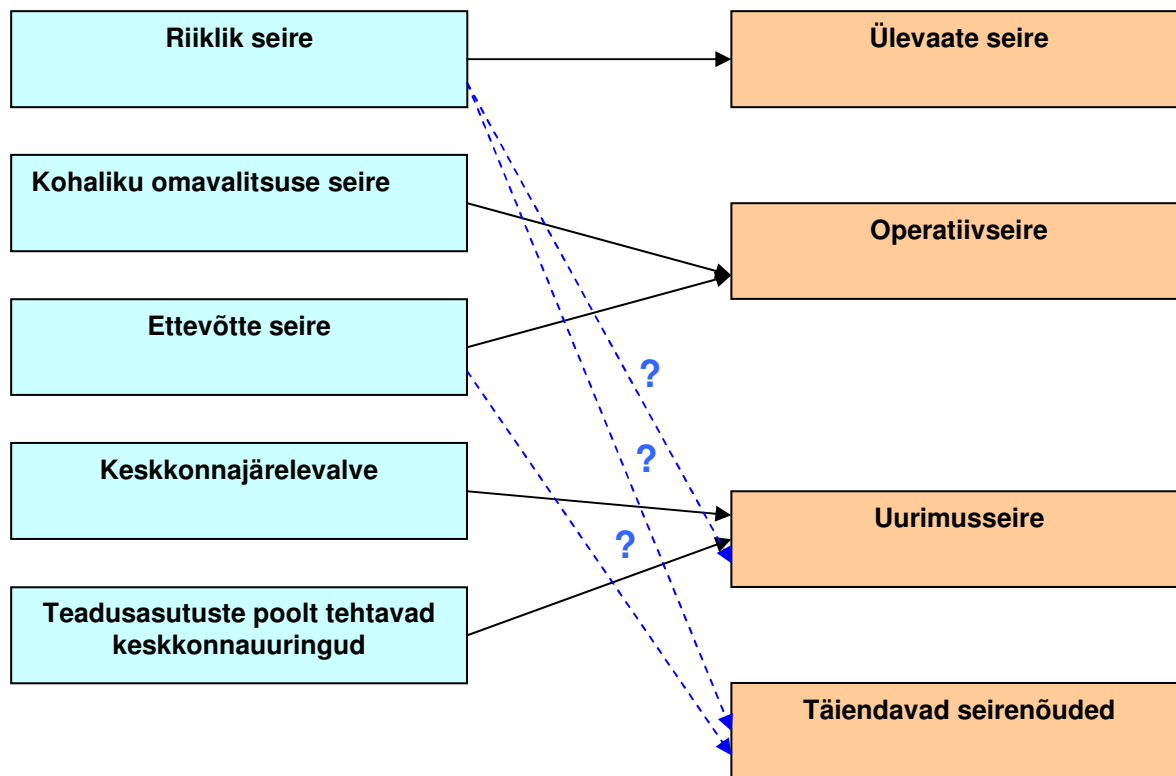 Riiklik seire
Ülevaate seire
Kohaliku omavalitsuse seire
Operatiivseire
Ettevõtte seire
?
?
Keskkonnajärelevalve
Uurimusseire
?
Teadusasutuste poolt tehtavad
keskkonnauuringud
Täiendavad seirenõuded